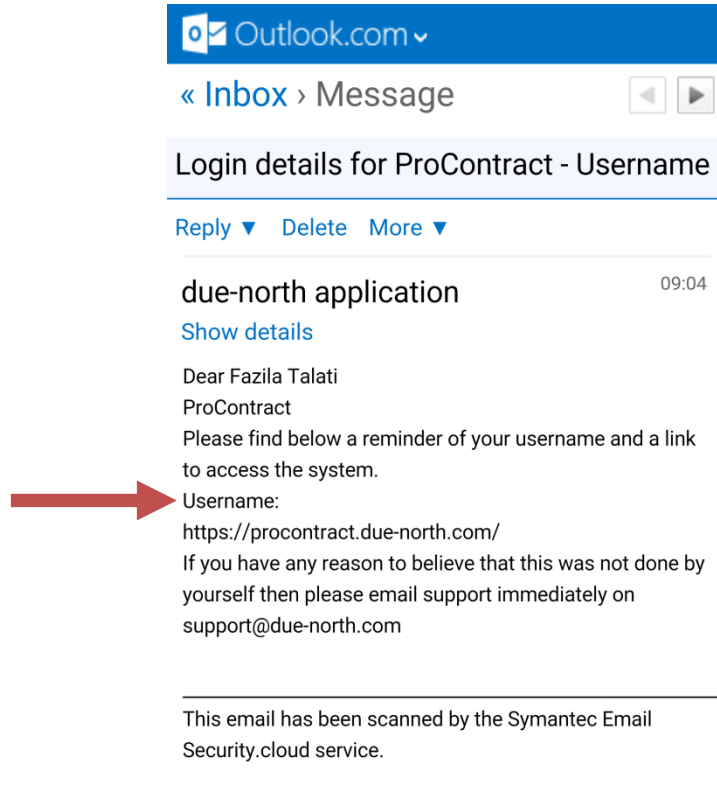 Outlook.com
« Inbox › Message
Login details for ProContract - Username
Reply ▼ Delete More ▼
due-north application 09:04
Show details
Dear Fazila Talati
ProContract
Please find below a reminder of your username and a link
to access the system.
Username:
https://procontract.due-north.com/
If you have any reason to believe that this was not done by
yourself then please email support immediately on
support@due-north.com
This email has been scanned by the Symantec Email
Security.cloud service.